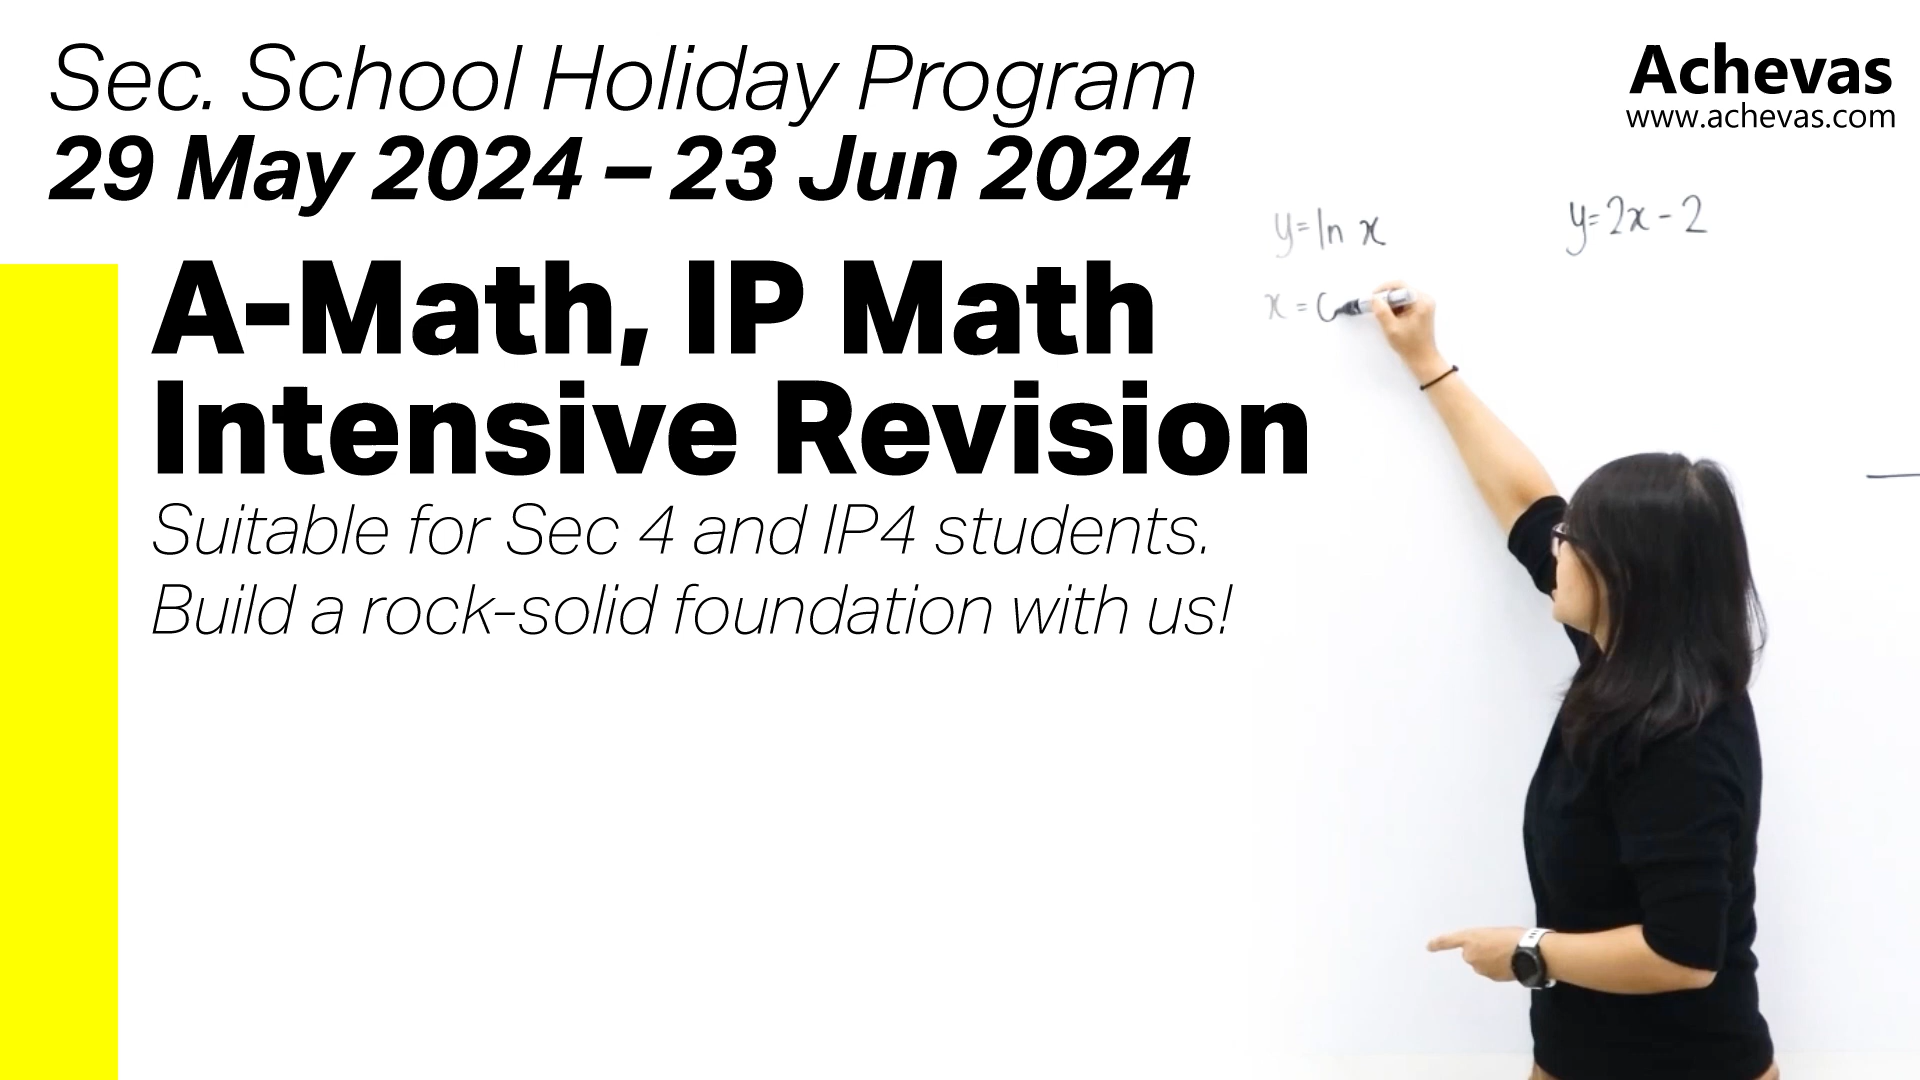 Sec. School Holiday Program
29 May 2024 – 23 Jun 2024
Achevas
www.achevas.com
A-Math, IP Math
Intensive Revision
Suitable for Sec 4 and IP4 students.
Build a rock-solid foundation with us!
y=ln x
y=2x-2
x=